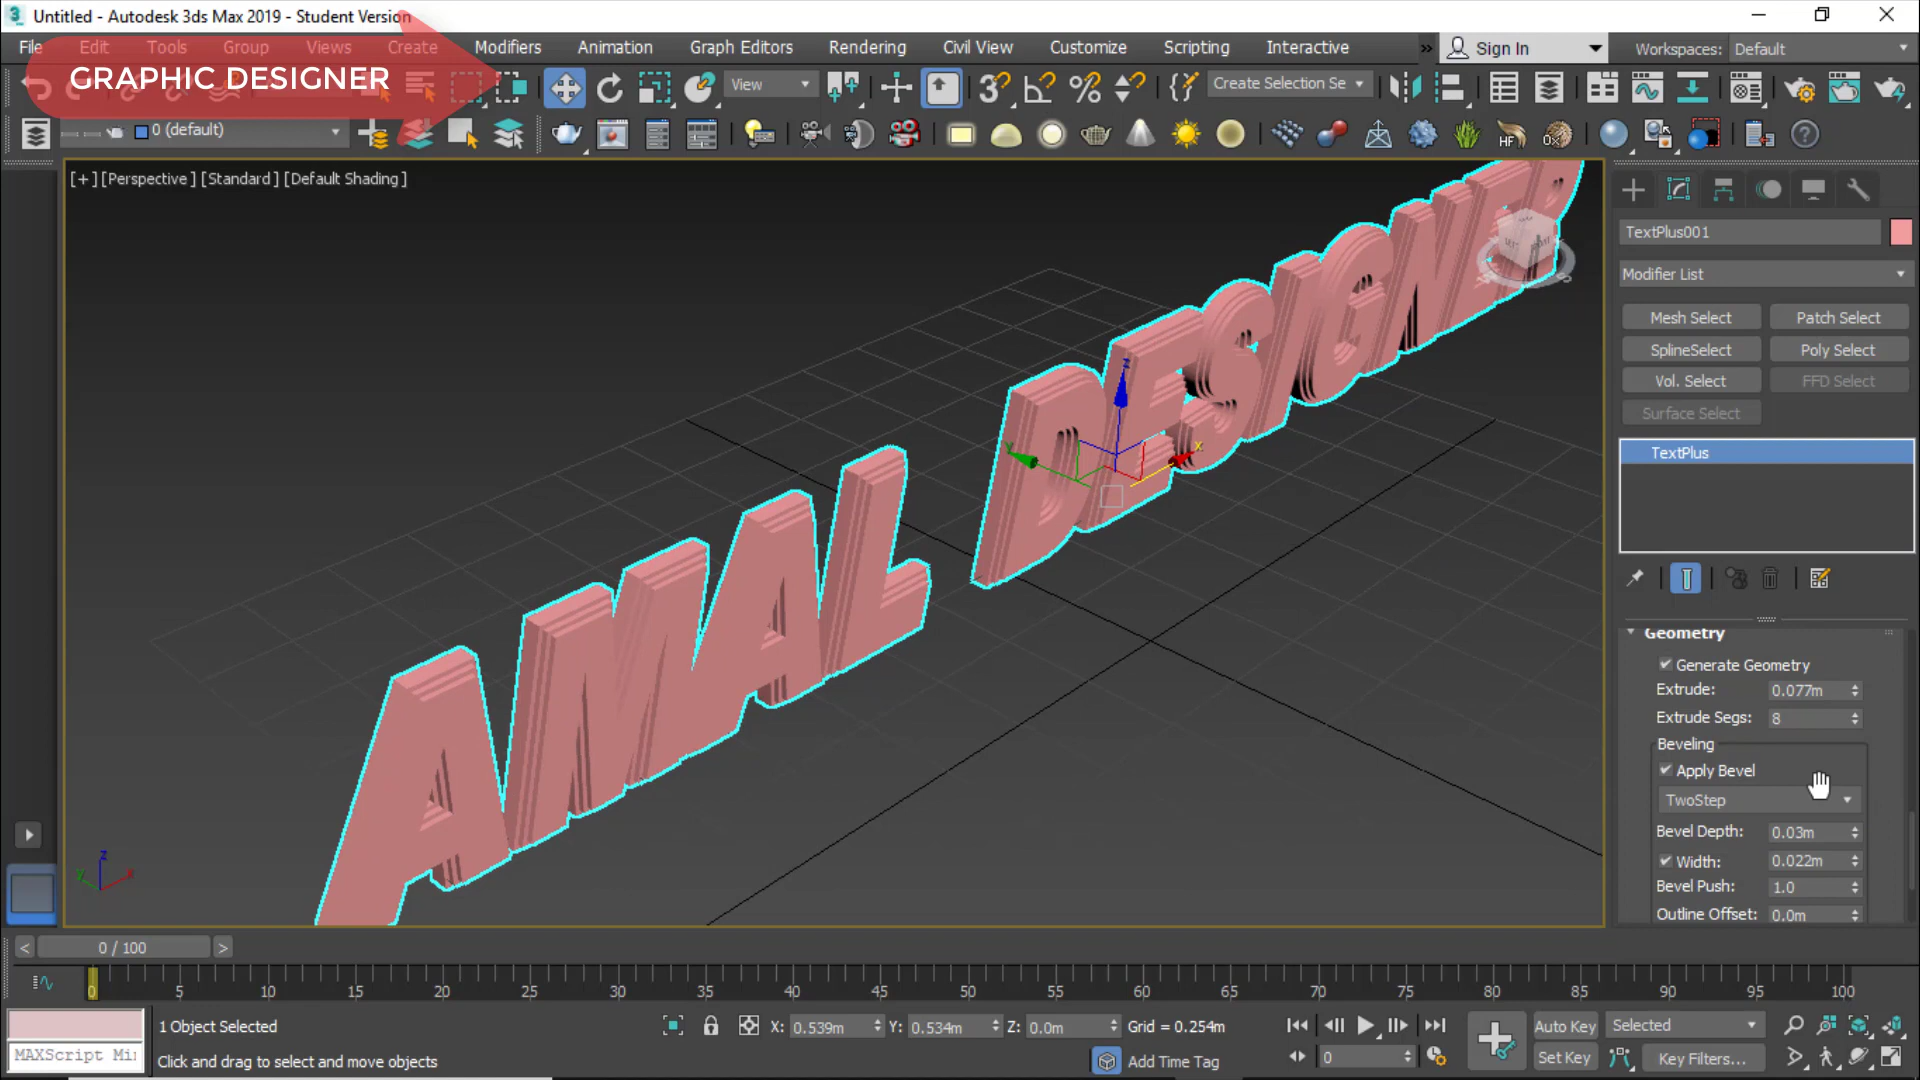 Untitled - Autodesk 3ds Max 2019 - Student Version
File Edit Tools Group Views Create Modifiers Animation Graph Editors Rendering Civil View Customize Scripting Interactive » Sign In Workspaces: Default
GRAPHIC DESIGNER
View
Create Selection Se
0 (default)
[+] [Perspective] [Standard] [Default Shading]
AMAL DESIGNER
TextPlus001
Modifier List
Mesh Select Patch Select
SplineSelect Poly Select
Vol. Select FFD Select
Surface Select
TextPlus
Geometry
Generate Geometry
Extrude: 0.077m
Extrude Segs: 8
Beveling
Apply Bevel
TwoStep
Bevel Depth: 0.03m
Width: 0.022m
Bevel Push: 1.0
Outline Offset: 0.0m
z
y
x
z
y
x
< 0 / 100 >
0 5 10 15 20 25 30 35 40 45 50 55 60 65 70 75 80 85 90 95 100
1 Object Selected X: 0.539m Y: 0.534m Z: 0.0m Grid = 0.254m Auto Key Selected
MAXScript Mi
Click and drag to select and move objects Add Time Tag 0 Set Key Key Filters...